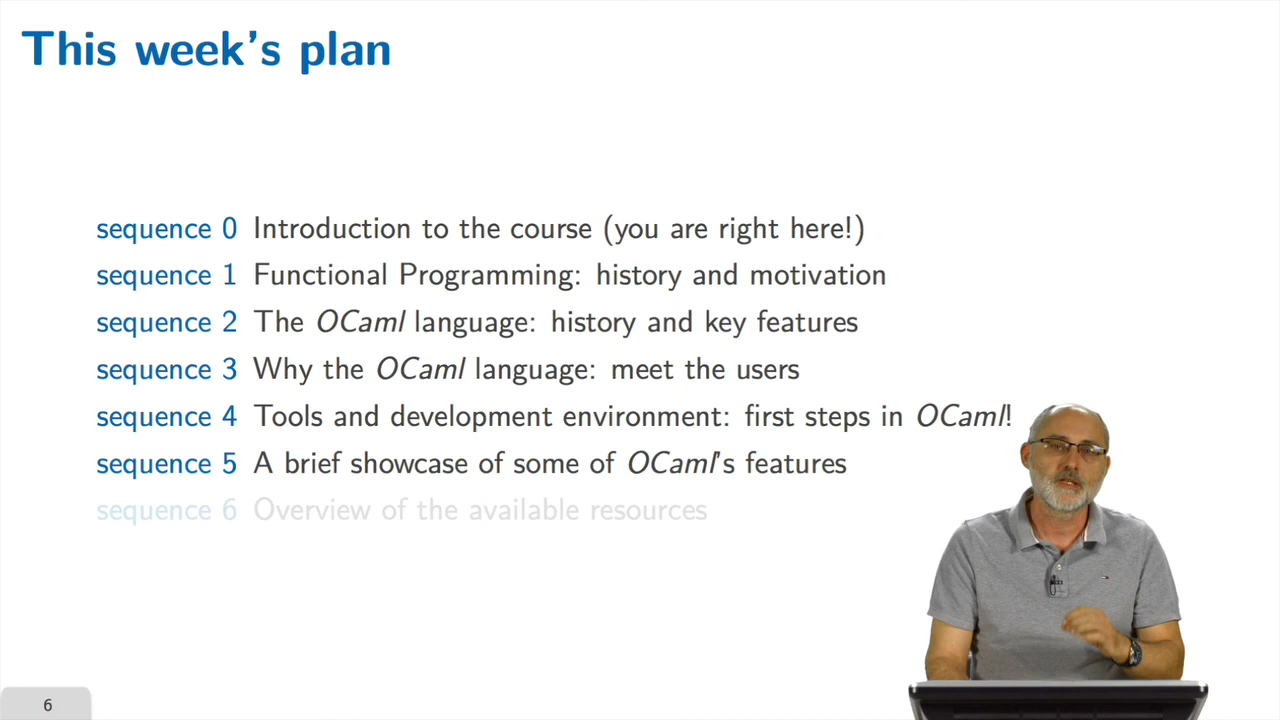 This week's plan
sequence 0 Introduction to the course (you are right here!)
sequence 1 Functional Programming: history and motivation
sequence 2 The OCaml language: history and key features
sequence 3 Why the OCaml language: meet the users
sequence 4 Tools and development environment: first steps in OCaml!
sequence 5 A brief showcase of some of OCaml's features
sequence 6 Overview of the available resources
6